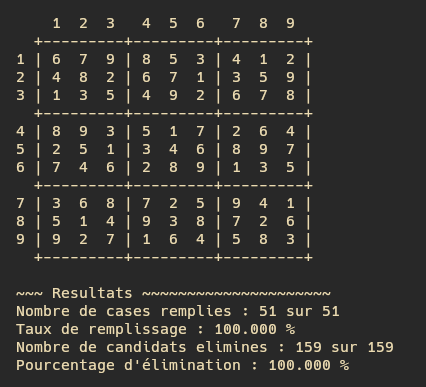 1  2  3   4  5  6   7  8  9
  +---------+---------+---------+
1 | 6  7  9 | 8  5  3 | 4  1  2 |
2 | 4  8  2 | 6  7  1 | 3  5  9 |
3 | 1  3  5 | 4  9  2 | 6  7  8 |
  +---------+---------+---------+
4 | 8  9  3 | 5  1  7 | 2  6  4 |
5 | 2  5  1 | 3  4  6 | 8  9  7 |
6 | 7  4  6 | 2  8  9 | 1  3  5 |
  +---------+---------+---------+
7 | 3  6  8 | 7  2  5 | 9  4  1 |
8 | 5  1  4 | 9  3  8 | 7  2  6 |
9 | 9  2  7 | 1  6  4 | 5  8  3 |
  +---------+---------+---------+
~~~ Resultats ~~~~~~~~~~~~~~~~~~~~~
Nombre de cases remplies : 51 sur 51
Taux de remplissage : 100.000 %
Nombre de candidats elimines : 159 sur 159
Pourcentage d'élimination : 100.000 %